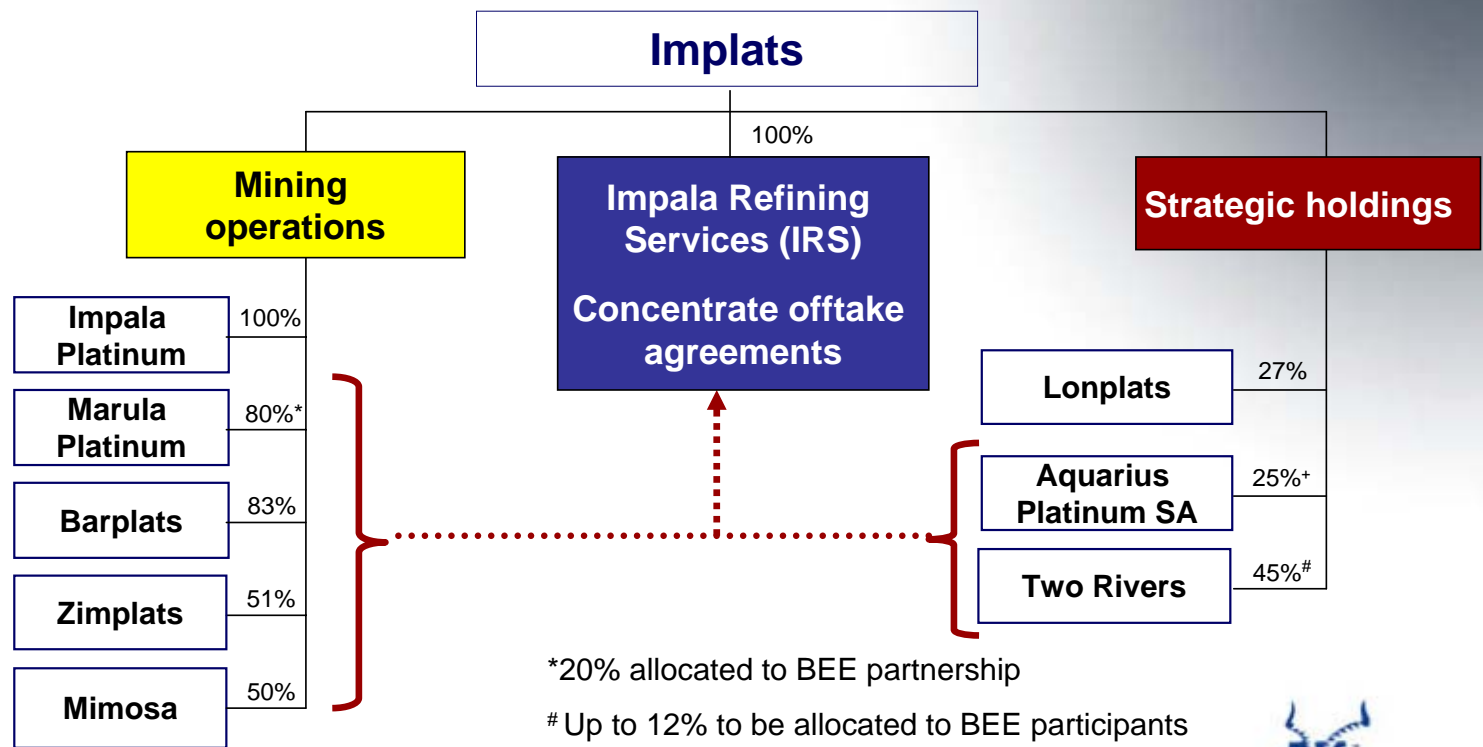 Implats
100%
Mining
operations
Impala Refining
Services (IRS)
Concentrate offtake
agreements
Strategic holdings
Impala
Platinum
100%
Marula
Platinum
80%*
Barplats
83%
Zimplats
51%
Mimosa
50%
Lonplats
27%
Aquarius
Platinum SA
25%+
Two Rivers
45%#
*20% allocated to BEE partnership
# Up to 12% to be allocated to BEE participants